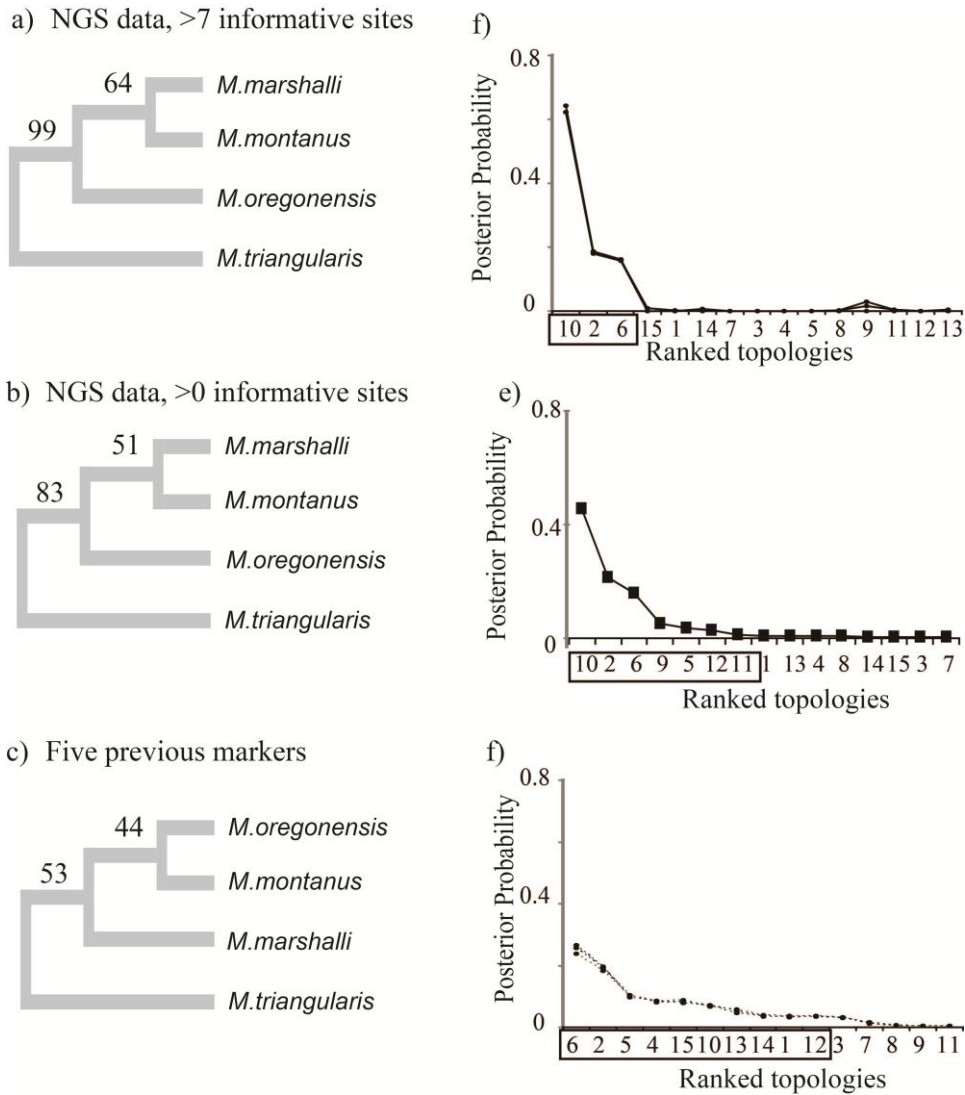 a) NGS data, >7 informative sites
64
M.marshalli
99
M.montanus
M.oregonensis
M.triangularis
f)
0.8
0.4
0
Posterior Probability
10 2 6 15 1 14 7 3 4 5 8 9 11 12 13
Ranked topologies
b) NGS data, >0 informative sites
51
M.marshalli
83
M.montanus
M.oregonensis
M.triangularis
e)
0.8
0.4
0
Posterior Probability
10 2 6 9 5 12 11 1 13 4 8 14 15 3 7
Ranked topologies
c) Five previous markers
44
M.oregonensis
53
M.montanus
M.marshalli
M.triangularis
f)
0.8
0.4
0
Posterior Probability
6 2 5 4 15 10 13 14 1 12 3 7 8 9 11
Ranked topologies